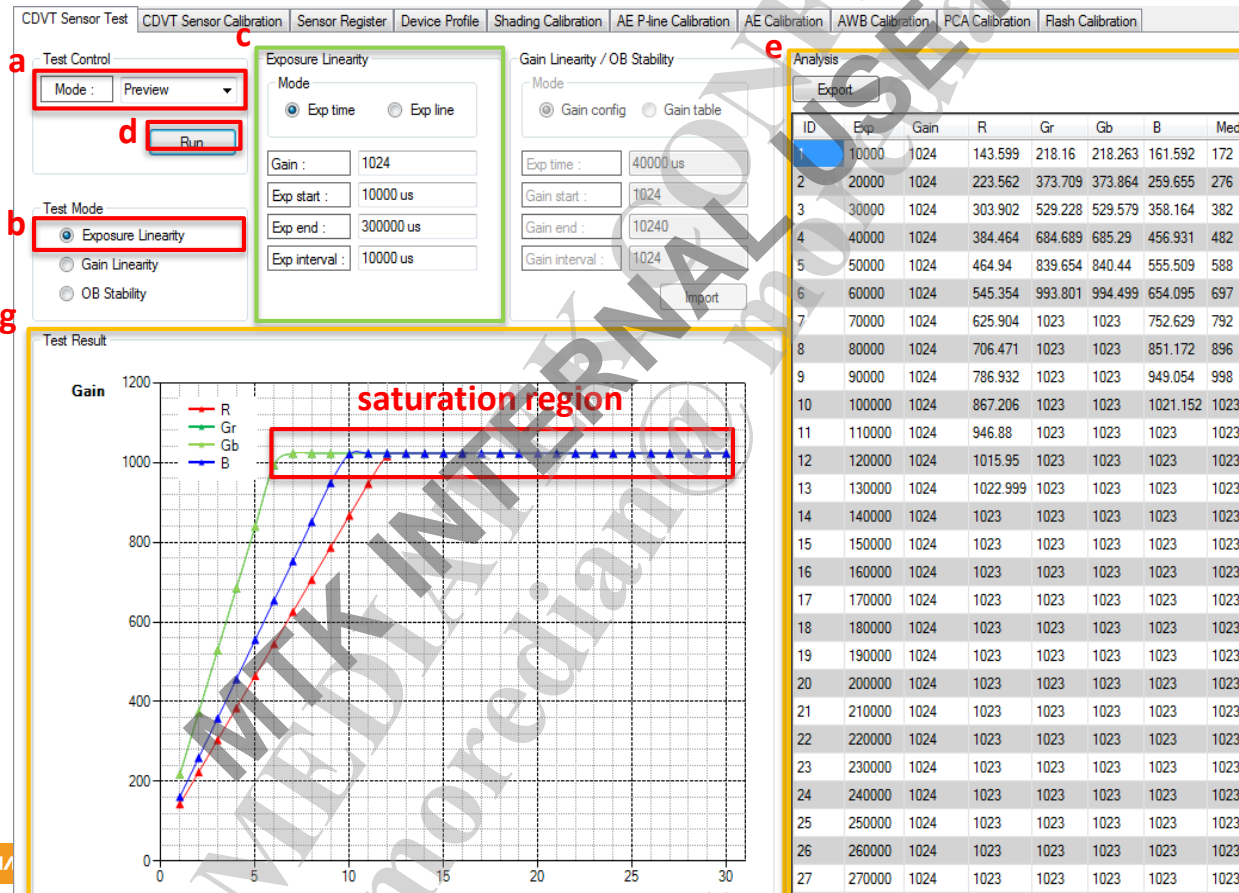 CDVT Sensor Test CDVT Sensor Calibration Sensor Register Device Profile Shading Calibration AE P-line Calibration AE Calibration AWB Calibration PCA Calibration Flash Calibration
a
Test Control
Mode : Preview
d
Run
b
Test Mode
Exposure Linearity
Gain Linearity
OB Stability
c
Exposure Linearity
Mode
Exp time Exp line
Gain : 1024
Exp start : 10000 us
Exp end : 300000 us
Exp interval : 10000 us
Gain Linearity / OB Stability
Mode
Gain config Gain table
Exp time : 40000 us
Gain start : 1024
Gain end : 10240
Gain interval : 1024
Import
g
Test Result
Gain
saturation region
R
Gr
Gb
B
1200
1000
800
600
400
200
0
0 5 10 15 20 25 30
e
Analysis
Export
ID Exp Gain R Gr Gb B Med
1 10000 1024 143.599 218.16 218.263 161.592 172
2 20000 1024 223.562 373.709 373.864 259.655 276
3 30000 1024 303.902 529.228 529.579 358.164 382
4 40000 1024 384.464 684.689 685.29 456.931 482
5 50000 1024 464.94 839.654 840.44 555.509 588
6 60000 1024 545.354 993.801 994.499 654.095 697
7 70000 1024 625.904 1023 1023 752.629 792
8 80000 1024 706.471 1023 1023 851.172 896
9 90000 1024 786.932 1023 1023 949.054 998
10 100000 1024 867.206 1023 1023 1021.152 1023
11 110000 1024 946.88 1023 1023 1023 1023
12 120000 1024 1015.95 1023 1023 1023 1023
13 130000 1024 1022.999 1023 1023 1023 1023
14 140000 1024 1023 1023 1023 1023 1023
15 150000 1024 1023 1023 1023 1023 1023
16 160000 1024 1023 1023 1023 1023 1023
17 170000 1024 1023 1023 1023 1023 1023
18 180000 1024 1023 1023 1023 1023 1023
19 190000 1024 1023 1023 1023 1023 1023
20 200000 1024 1023 1023 1023 1023 1023
21 210000 1024 1023 1023 1023 1023 1023
22 220000 1024 1023 1023 1023 1023 1023
23 230000 1024 1023 1023 1023 1023 1023
24 240000 1024 1023 1023 1023 1023 1023
25 250000 1024 1023 1023 1023 1023 1023
26 260000 1024 1023 1023 1023 1023 1023
27 270000 1024 1023 1023 1023 1023 1023
MTK INTERNAL USE